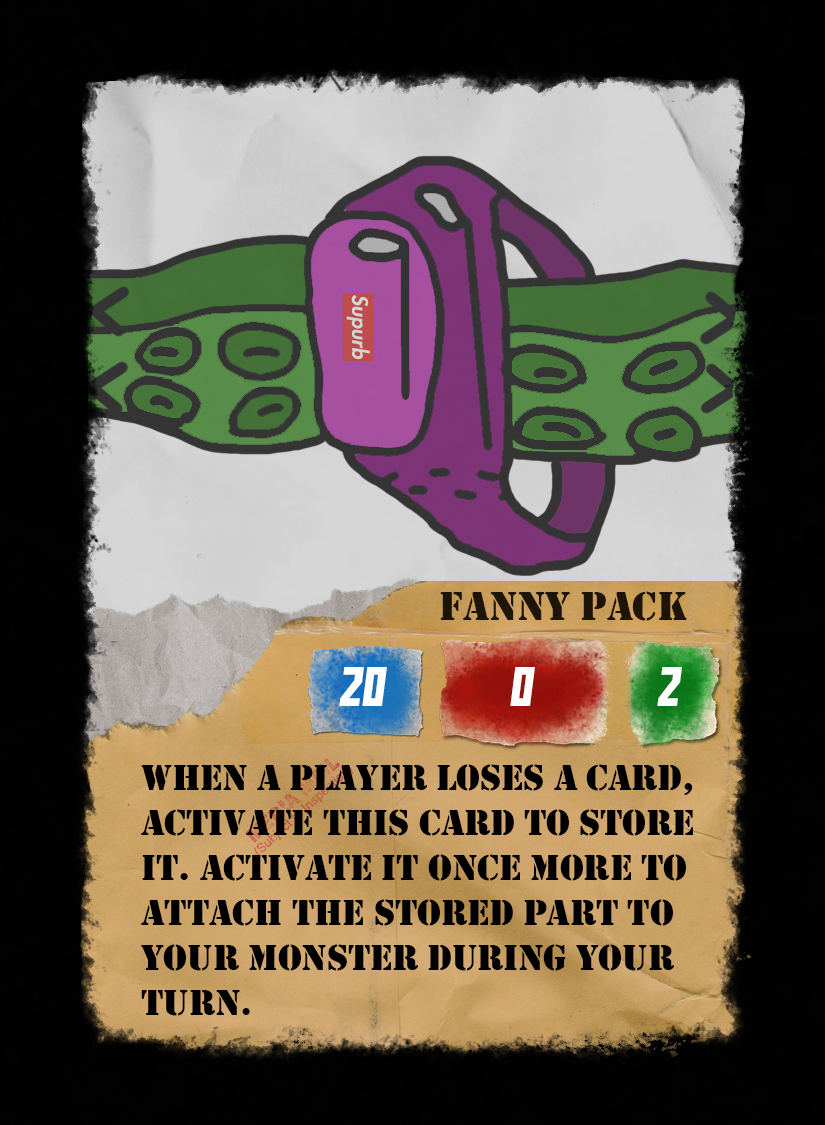 Supurb
FANNY PACK
20 0 2
WHEN A PLAYER LOSES A CARD,
ACTIVATE THIS CARD TO STORE
IT. ACTIVATE IT ONCE MORE TO
ATTACH THE STORED PART TO
YOUR MONSTER DURING YOUR
TURN.